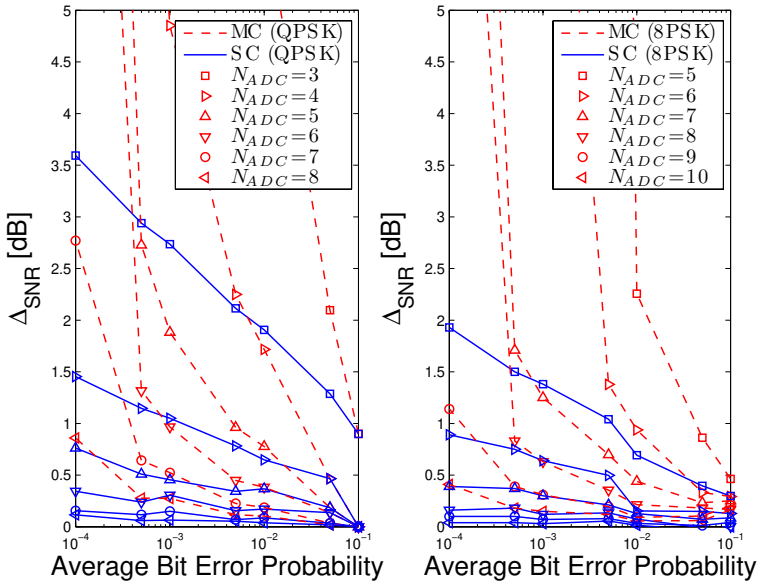 5
4.5
4
3.5
3
2.5
2
1.5
1
0.5
0
Δ_SNR [dB]
10^−4
10^−3
10^−2
10^−1
Average Bit Error Probability
MC (QPSK)
SC (QPSK)
N_ADC=3
N_ADC=4
N_ADC=5
N_ADC=6
N_ADC=7
N_ADC=8
5
4.5
4
3.5
3
2.5
2
1.5
1
0.5
0
Δ_SNR [dB]
10^−4
10^−3
10^−2
10^−1
Average Bit Error Probability
MC (8PSK)
SC (8PSK)
N_ADC=5
N_ADC=6
N_ADC=7
N_ADC=8
N_ADC=9
N_ADC=10